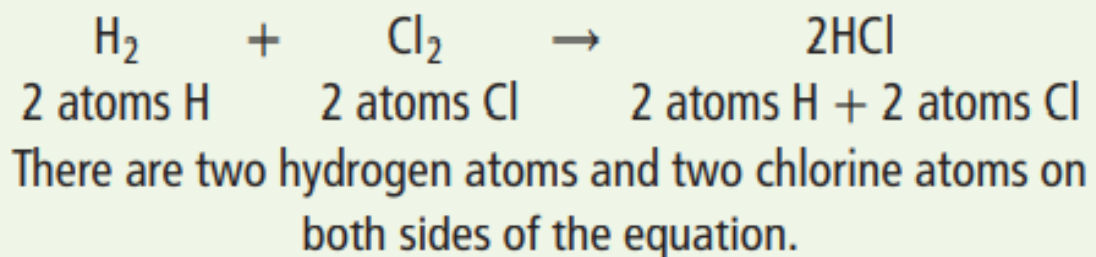 H₂ + Cl₂ → 2HCl
2 atoms H 2 atoms Cl 2 atoms H + 2 atoms Cl
There are two hydrogen atoms and two chlorine atoms on
both sides of the equation.